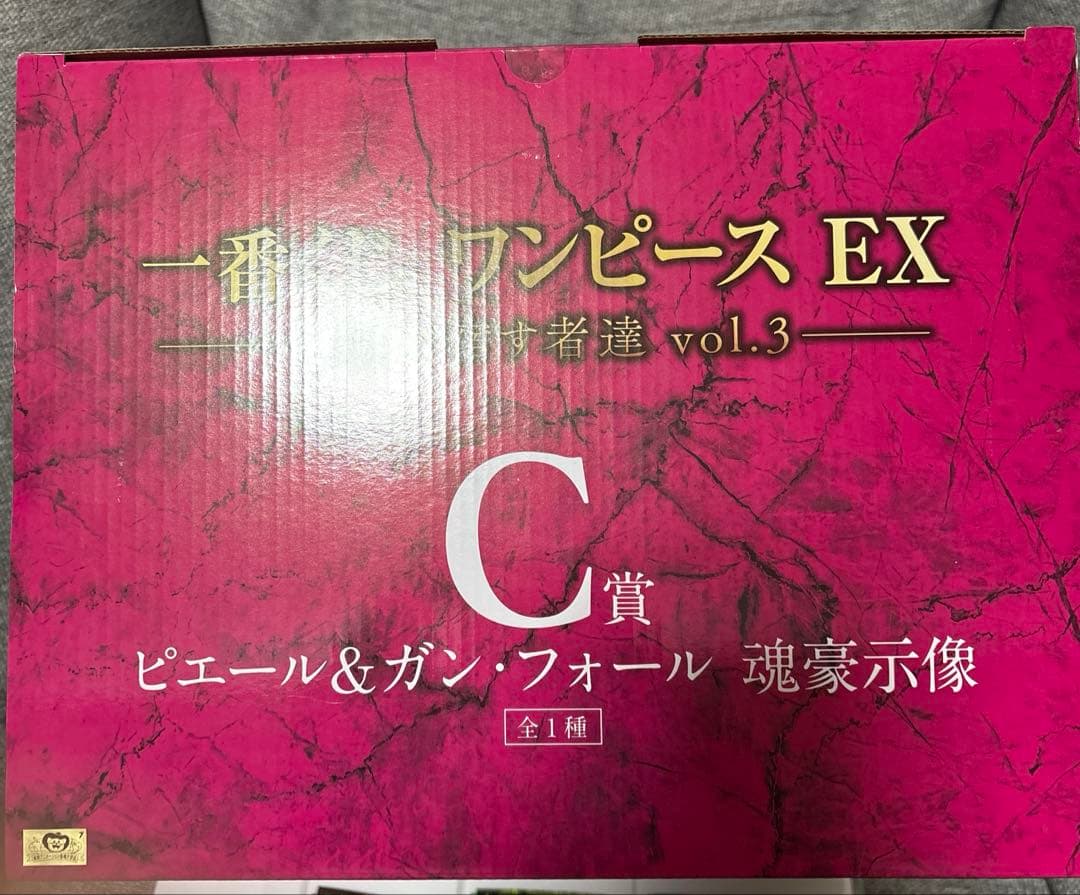 一番 ワンピース EX
す者達 vol.3
C賞
ピエール&ガン・フォール 魂豪示像
全1種